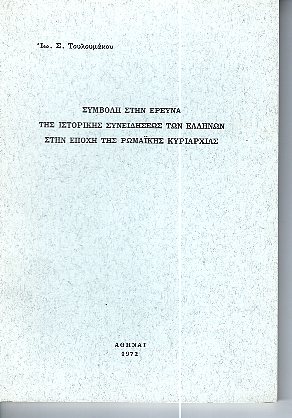 Ἰω. Σ. Τουλουμάκου
ΣΥΜΒΟΛΗ ΣΤΗΝ ΕΡΕΥΝΑ
ΤΗΣ ΙΣΤΟΡΙΚΗΣ ΣΥΝΕΙΔΗΣΕΩΣ ΤΩΝ ΕΛΛΗΝΩΝ
ΣΤΗΝ ΕΠΟΧΗ ΤΗΣ ΡΩΜΑΪΚΗΣ ΚΥΡΙΑΡΧΙΑΣ
ΑΘΗΝΑΙ
1972